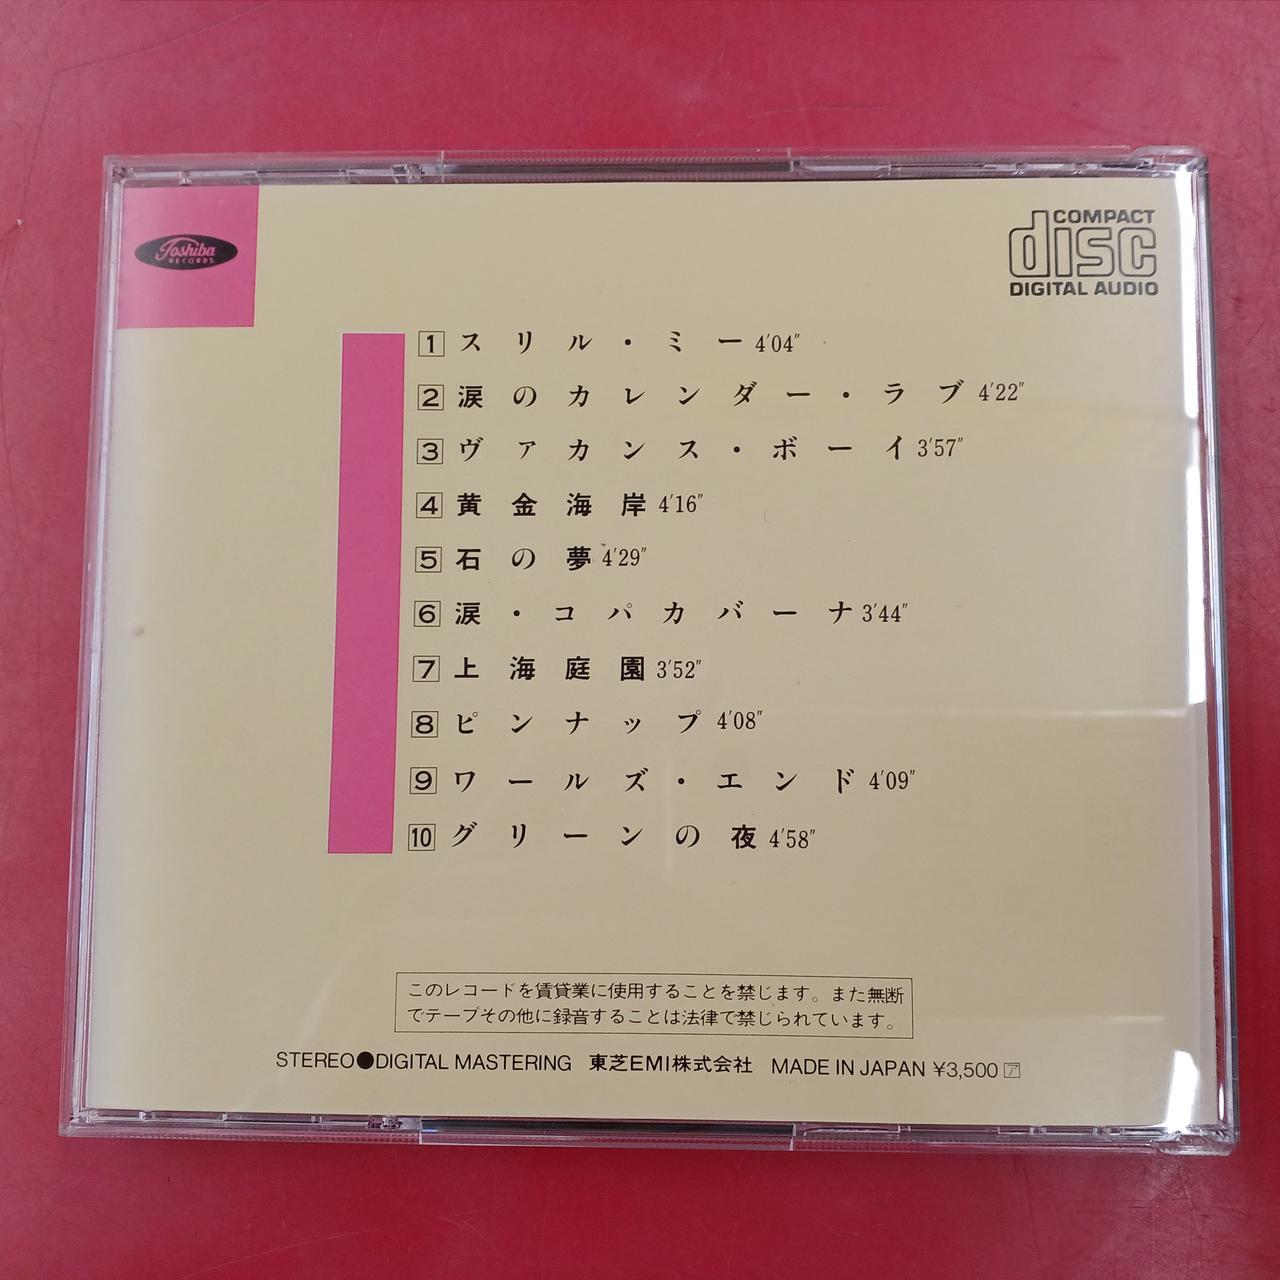 Toshiba
RECORDS
COMPACT
disc
DIGITAL AUDIO
1 スリル・ミー 4'04"
2 涙のカレンダー・ラブ 4'22"
3 ヴァカンス・ボーイ 3'57"
4 黄金海岸 4'16"
5 石の夢 4'29"
6 涙・コパカバーナ 3'44"
7 上海庭園 3'52"
8 ピンナップ 4'08"
9 ワールズ・エンド 4'09"
10 グリーンの夜 4'58"
このレコードを賃貸業に使用することを禁じます。また無断
でテープその他に録音することは法律で禁じられています。
STEREO●DIGITAL MASTERING 東芝EMI株式会社 MADE IN JAPAN ¥3,500 ア